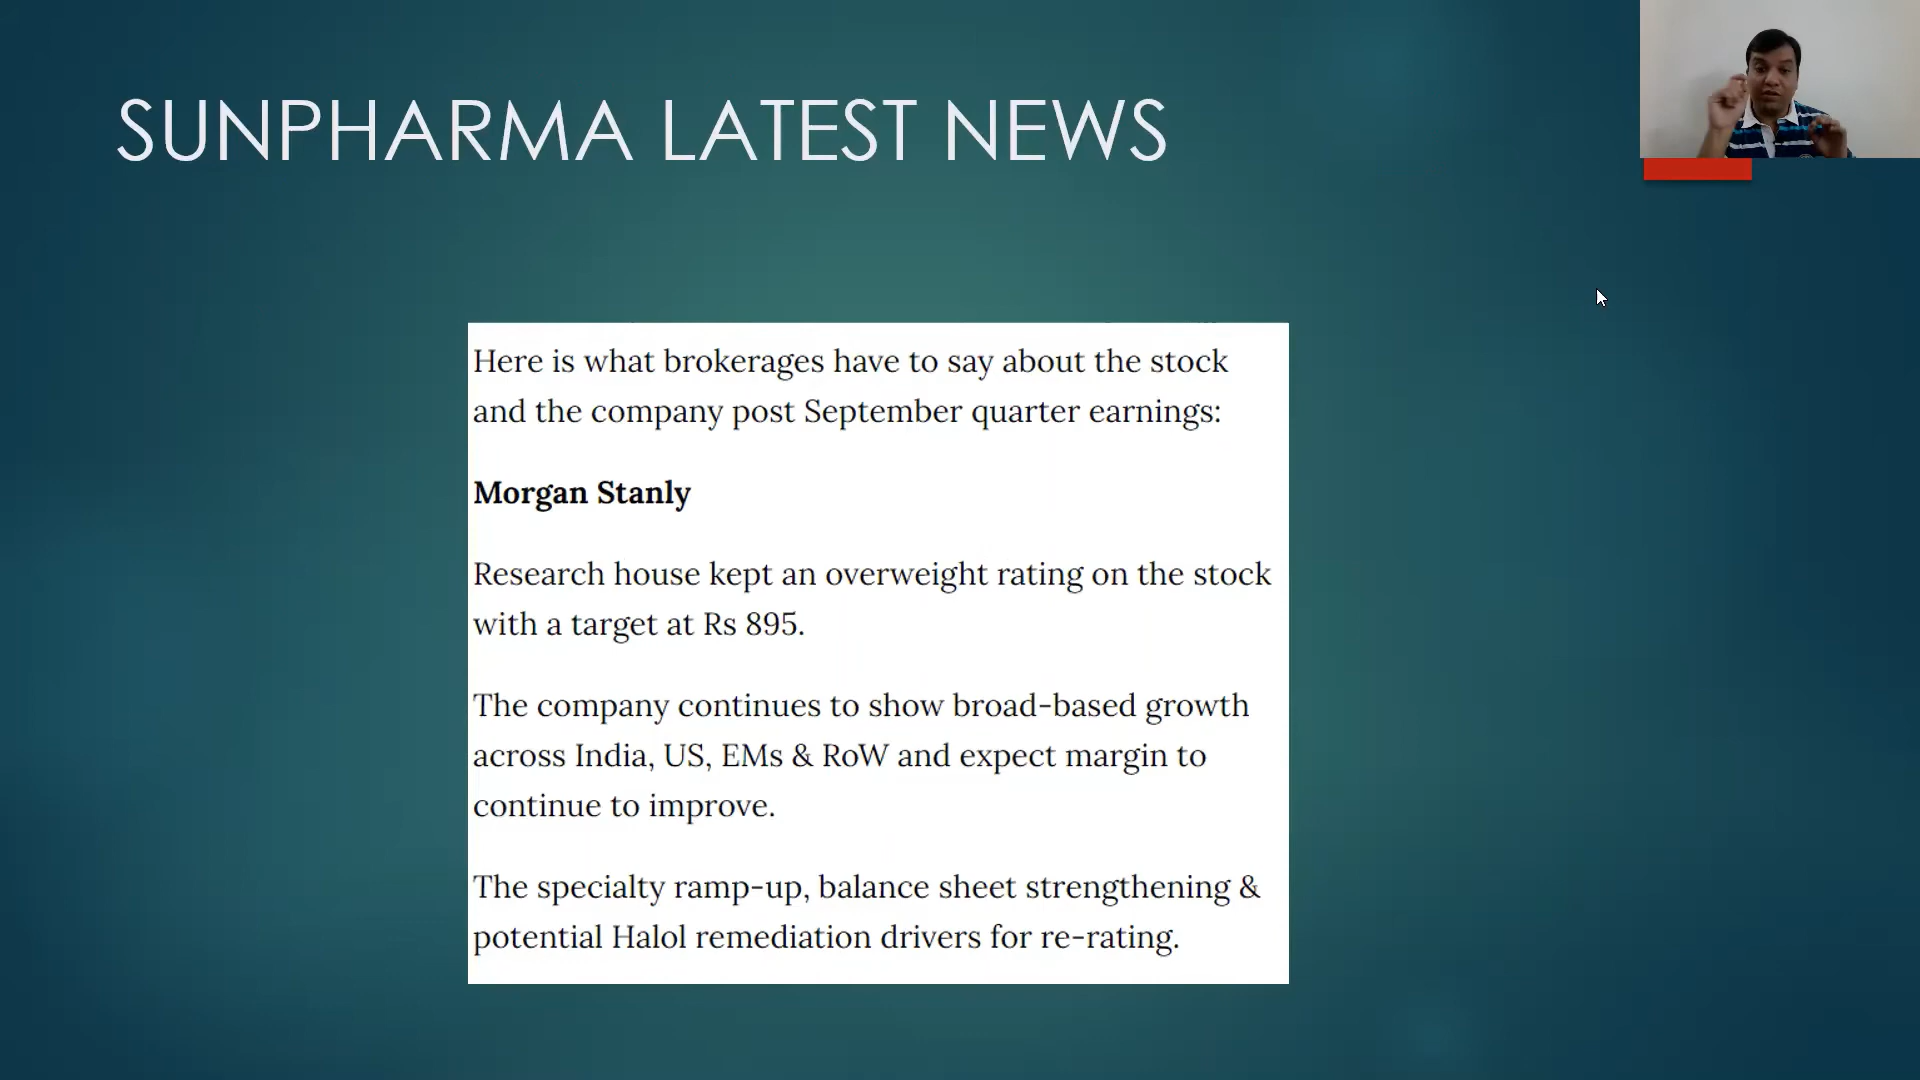 SUNPHARMA LATEST NEWS
Here is what brokerages have to say about the stock
and the company post September quarter earnings:
Morgan Stanly
Research house kept an overweight rating on the stock
with a target at Rs 895.
The company continues to show broad-based growth
across India, US, EMs & RoW and expect margin to
continue to improve.
The specialty ramp-up, balance sheet strengthening &
potential Halol remediation drivers for re-rating.